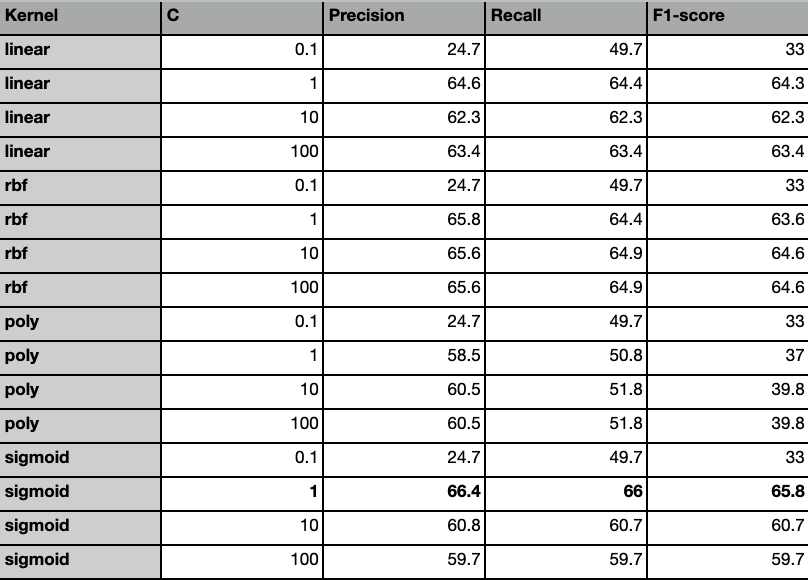 Kernel C Precision Recall F1-score
linear 0.1 24.7 49.7 33
linear 1 64.6 64.4 64.3
linear 10 62.3 62.3 62.3
linear 100 63.4 63.4 63.4
rbf 0.1 24.7 49.7 33
rbf 1 65.8 64.4 63.6
rbf 10 65.6 64.9 64.6
rbf 100 65.6 64.9 64.6
poly 0.1 24.7 49.7 33
poly 1 58.5 50.8 37
poly 10 60.5 51.8 39.8
poly 100 60.5 51.8 39.8
sigmoid 0.1 24.7 49.7 33
sigmoid 1 66.4 66 65.8
sigmoid 10 60.8 60.7 60.7
sigmoid 100 59.7 59.7 59.7